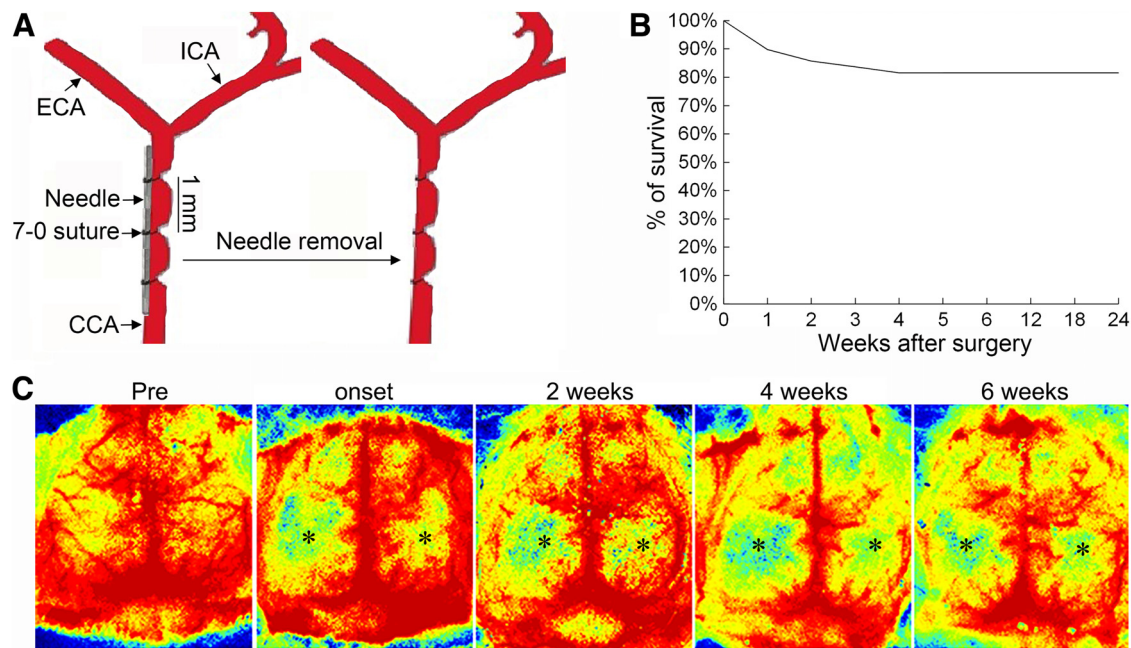 A
ICA
ECA
Needle
1 mm
7-0 suture
Needle removal
CCA
B
% of survival
100%
90%
80%
70%
60%
50%
40%
30%
20%
10%
0%
0 1 2 3 4 5 6 12 18 24
Weeks after surgery
C
Pre onset 2 weeks 4 weeks 6 weeks
* * * * * * * *